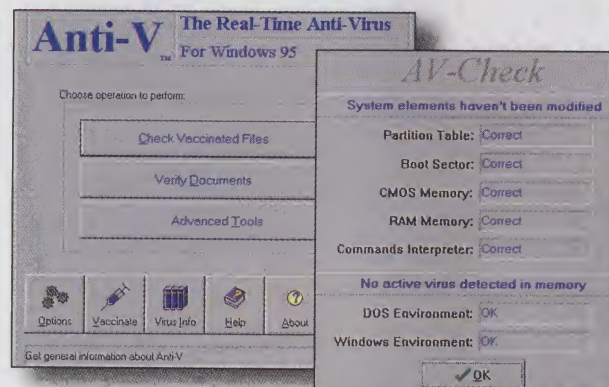 Anti-V™
The Real-Time Anti-Virus
For Windows 95
Choose operation to perform:
Check Vaccinated Files
Verify Documents
Advanced Tools
Options
Vaccinate
Virus Info
Help
About
Get general information about Anti-V
AV-Check
System elements haven't been modified
Partition Table: Correct
Boot Sector: Correct
CMOS Memory: Correct
RAM Memory: Correct
Commands Interpreter: Correct
No active virus detected in memory
DOS Environment: OK
Windows Environment: OK
OK